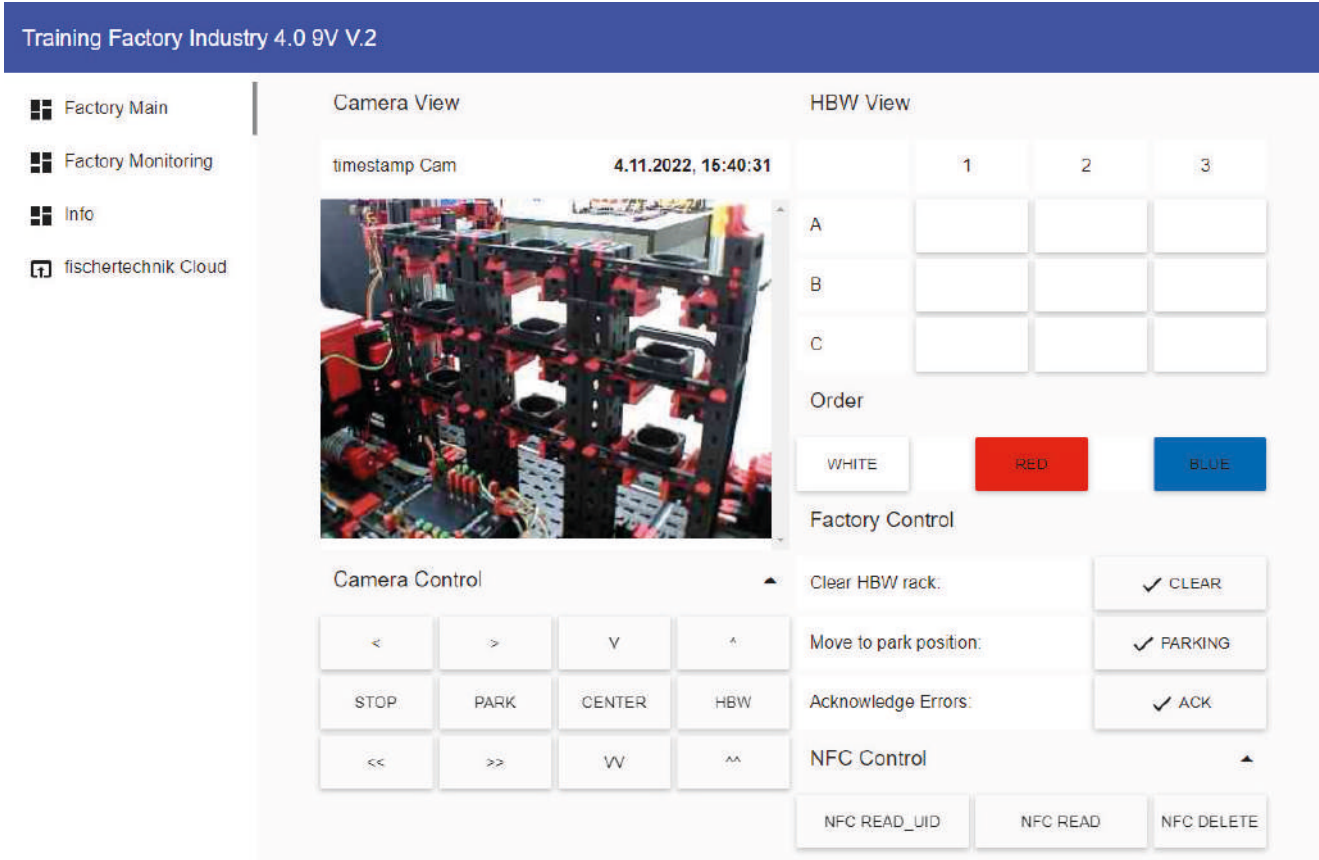 Training Factory Industry 4.0 9V V.2
Factory Main
Factory Monitoring
Info
fischertechnik Cloud
Camera View
timestamp Cam 4.11.2022, 15:40:31
Camera Control
< > V ^
STOP PARK CENTER HBW
<< >> VV ^^
HBW View
1 2 3
A
B
C
Order
WHITE RED BLUE
Factory Control
Clear HBW rack: CLEAR
Move to park position: PARKING
Acknowledge Errors: ACK
NFC Control
NFC READ_UID NFC READ NFC DELETE